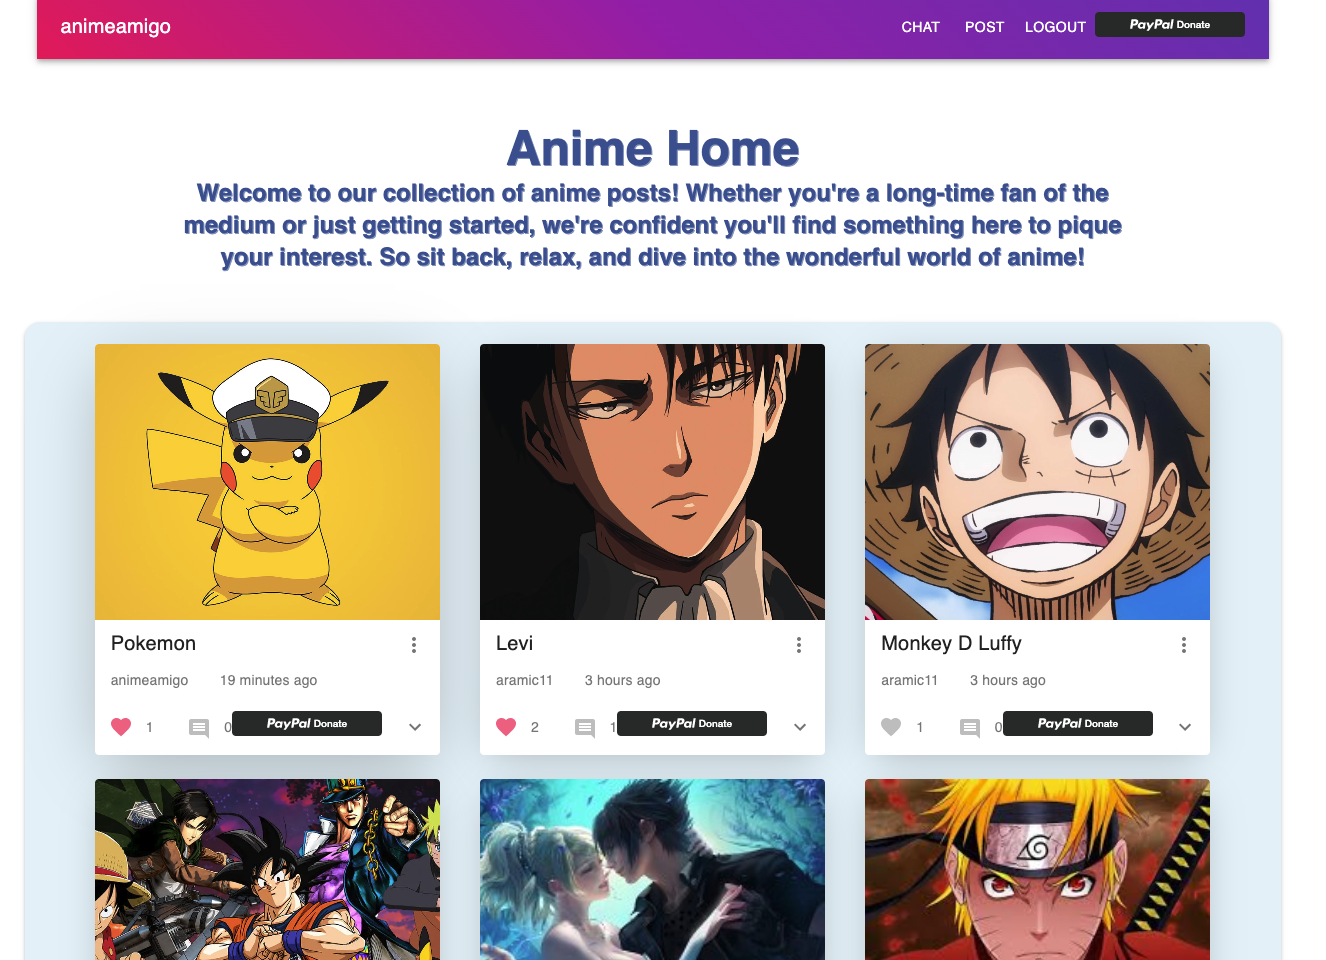 animeamigo
CHAT POST LOGOUT PayPal Donate
Anime Home
Welcome to our collection of anime posts! Whether you're a long-time fan of the
medium or just getting started, we're confident you'll find something here to pique
your interest. So sit back, relax, and dive into the wonderful world of anime!
Pokemon
animeamigo 19 minutes ago
1 0 PayPal Donate
Levi
aramic11 3 hours ago
2 1 PayPal Donate
Monkey D Luffy
aramic11 3 hours ago
1 0 PayPal Donate